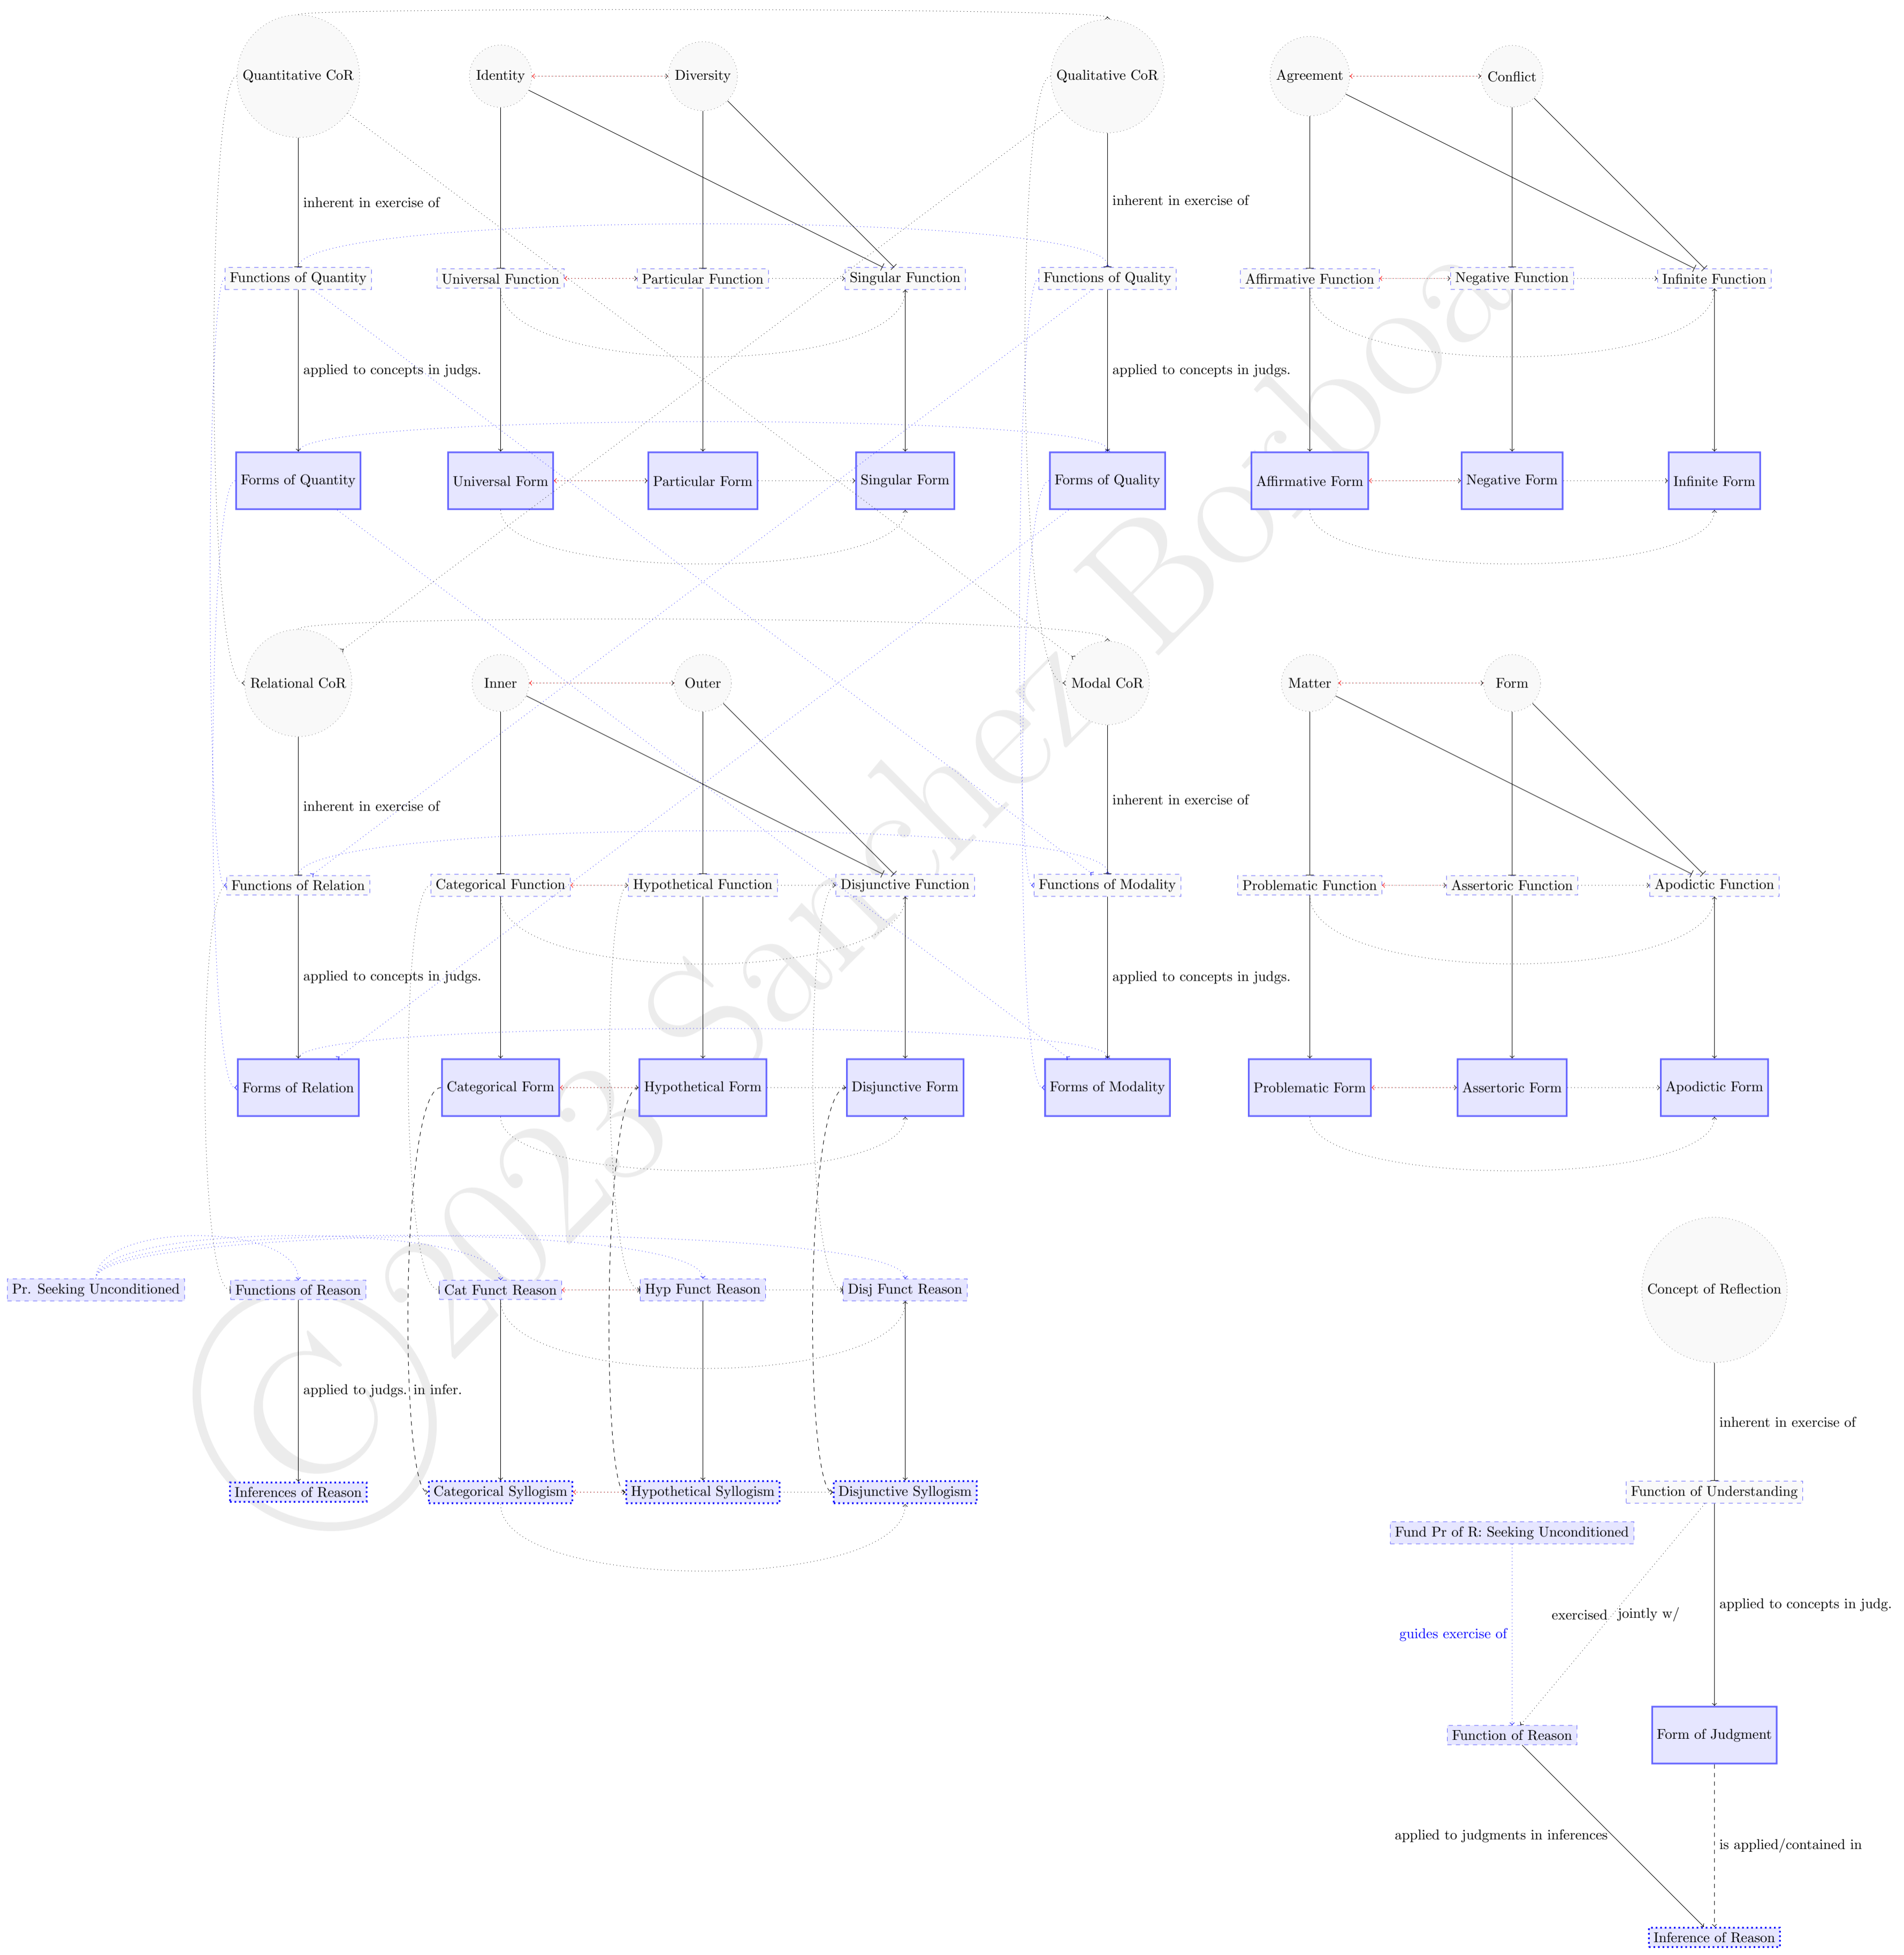 Quantitative CoR Identity Diversity Qualitative CoR Agreement Conflict
inherent in exercise of inherent in exercise of
Functions of Quantity Universal Function Particular Function Singular Function Functions of Quality Affirmative Function Negative Function Infinite Function
applied to concepts in judgs. applied to concepts in judgs.
Forms of Quantity Universal Form Particular Form Singular Form Forms of Quality Affirmative Form Negative Form Infinite Form
Relational CoR Inner Outer Modal CoR Matter Form
inherent in exercise of inherent in exercise of
Functions of Relation Categorical Function Hypothetical Function Disjunctive Function Functions of Modality Problematic Function Assertoric Function Apodictic Function
applied to concepts in judgs. applied to concepts in judgs.
Forms of Relation Categorical Form Hypothetical Form Disjunctive Form Forms of Modality Problematic Form Assertoric Form Apodictic Form
Pr. Seeking Unconditioned Functions of Reason Cat Funct Reason Hyp Funct Reason Disj Funct Reason Concept of Reflection
applied to judgs. in infer.
inherent in exercise of
Inferences of Reason Categorical Syllogism Hypothetical Syllogism Disjunctive Syllogism Function of Understanding
Fund Pr of R: Seeking Unconditioned
applied to concepts in judg.
exercised jointly w/
guides exercise of
Function of Reason Form of Judgment
applied to judgments in inferences
is applied/contained in
Inference of Reason
©2023 Sanchez Borboa